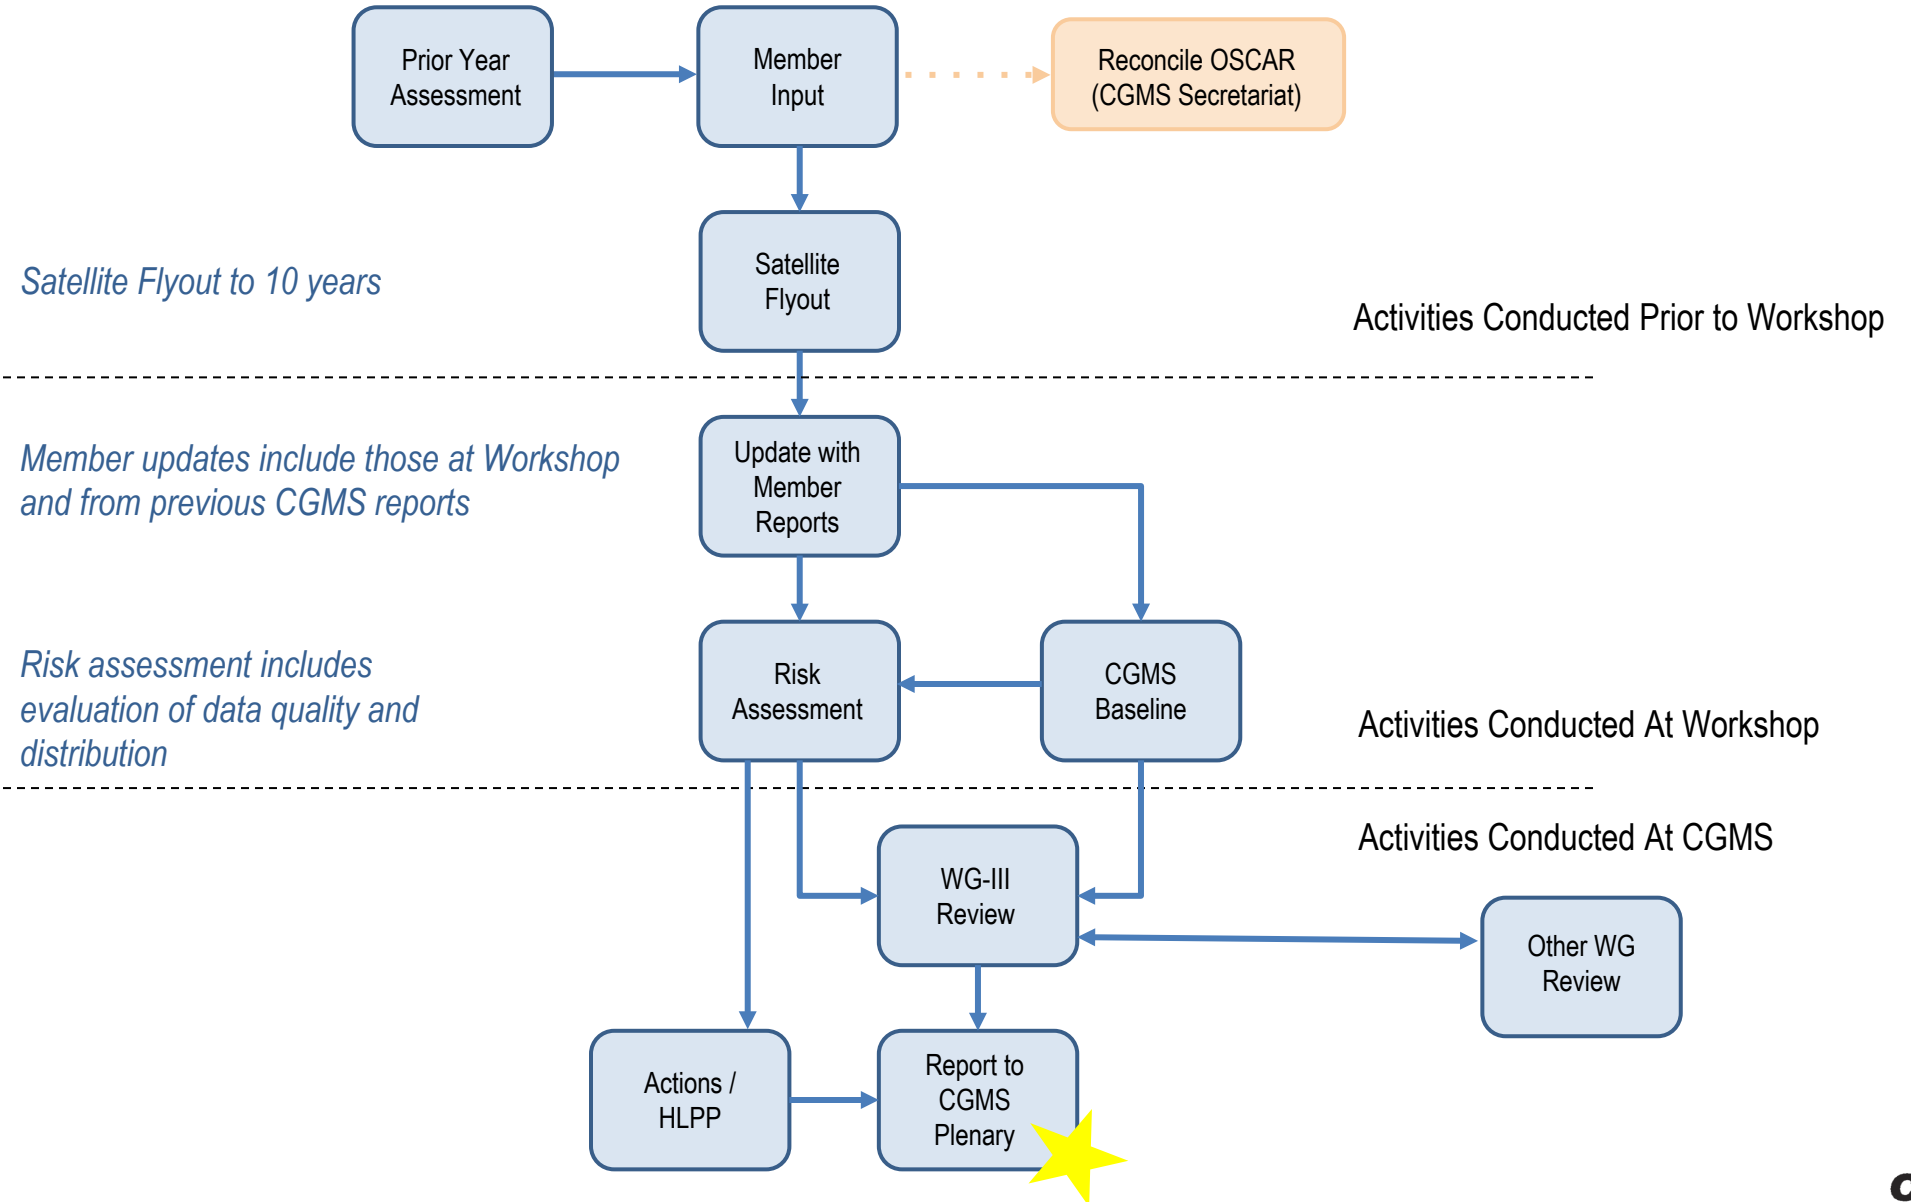 Prior Year
Assessment
Member
Input
Reconcile OSCAR
(CGMS Secretariat)
Satellite Flyout to 10 years
Satellite
Flyout
Activities Conducted Prior to Workshop
Member updates include those at Workshop
and from previous CGMS reports
Update with
Member
Reports
Risk assessment includes
evaluation of data quality and
distribution
Risk
Assessment
CGMS
Baseline
Activities Conducted At Workshop
Activities Conducted At CGMS
WG-III
Review
Other WG
Review
Actions /
HLPP
Report to
CGMS
Plenary